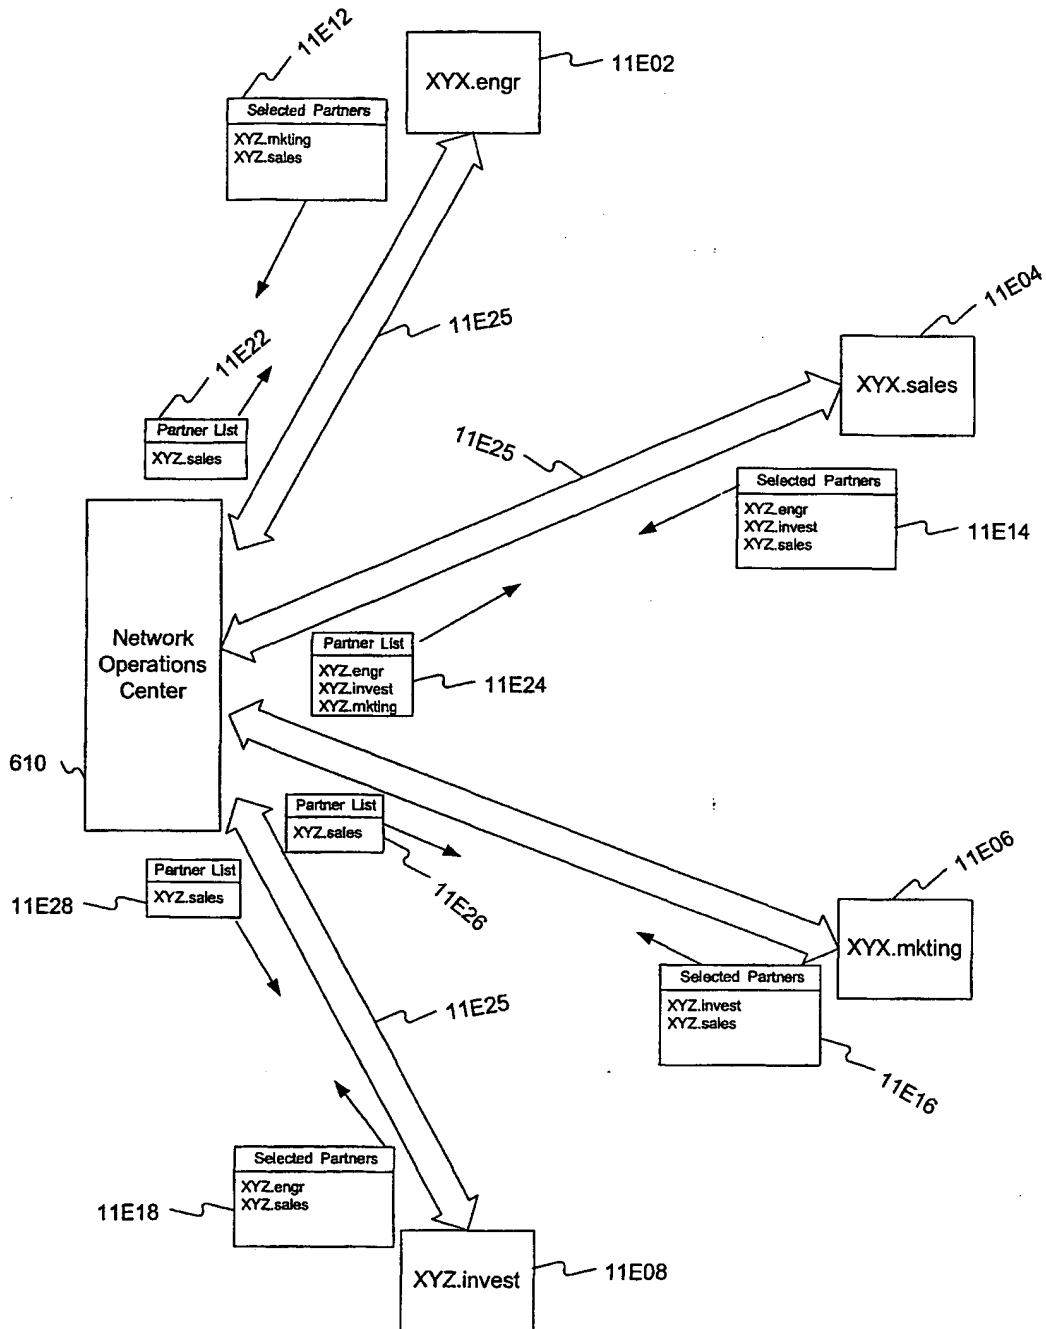 11E12
XYX.engr
11E02
Selected Partners
XYZ.mkting
XYZ.sales
11E25
11E22
Partner List
XYZ.sales
11E04
XYX.sales
11E25
Selected Partners
XYZ.engr
XYZ.invest
XYZ.sales
11E14
Network
Operations
Center
610
Partner List
XYZ.engr
XYZ.invest
XYZ.mkting
11E24
Partner List
XYZ.sales
11E26
Partner List
XYZ.sales
11E28
11E06
XYX.mkting
Selected Partners
XYZ.invest
XYZ.sales
11E16
11E25
Selected Partners
XYZ.engr
XYZ.sales
11E18
XYZ.invest
11E08